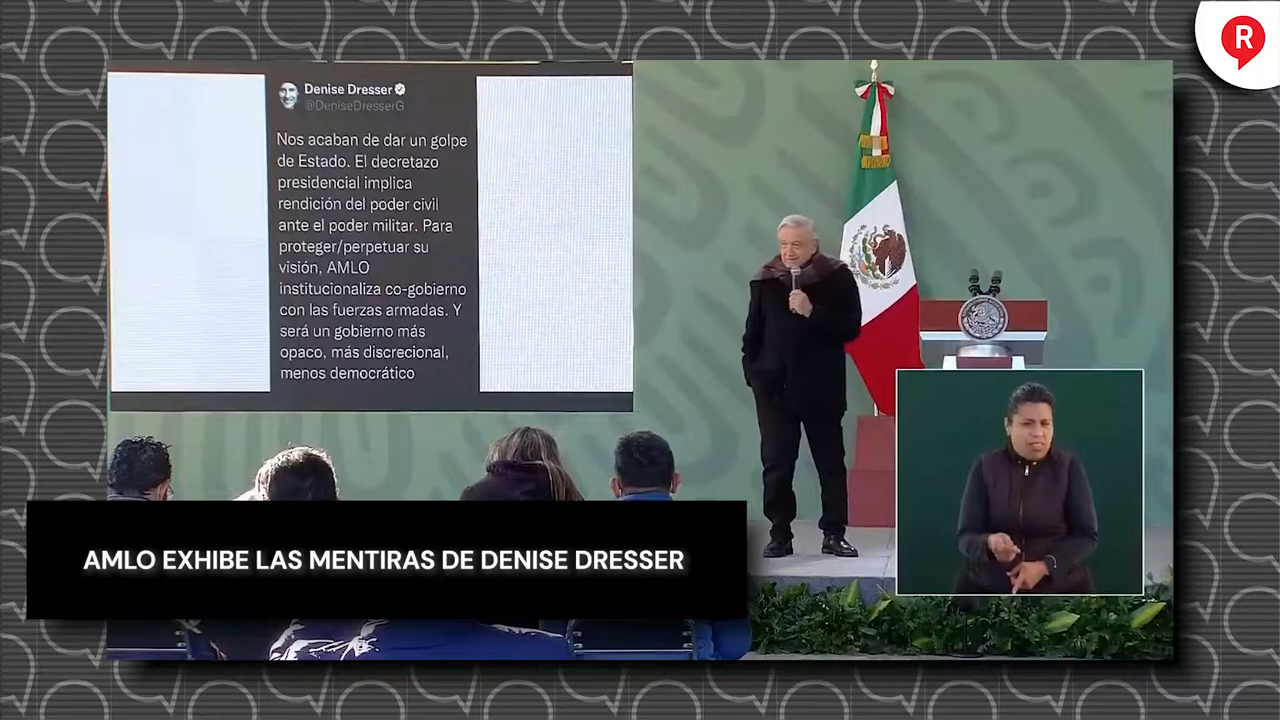 R
Denise Dresser
@DeniseDresserG
Nos acaban de dar un golpe
de Estado. El decretazo
presidencial implica
rendición del poder civil
ante el poder militar. Para
proteger/perpetuar su
visión, AMLO
institucionaliza co-gobierno
con las fuerzas armadas. Y
será un gobierno más
opaco, más discrecional,
menos democrático
AMLO EXHIBE LAS MENTIRAS DE DENISE DRESSER